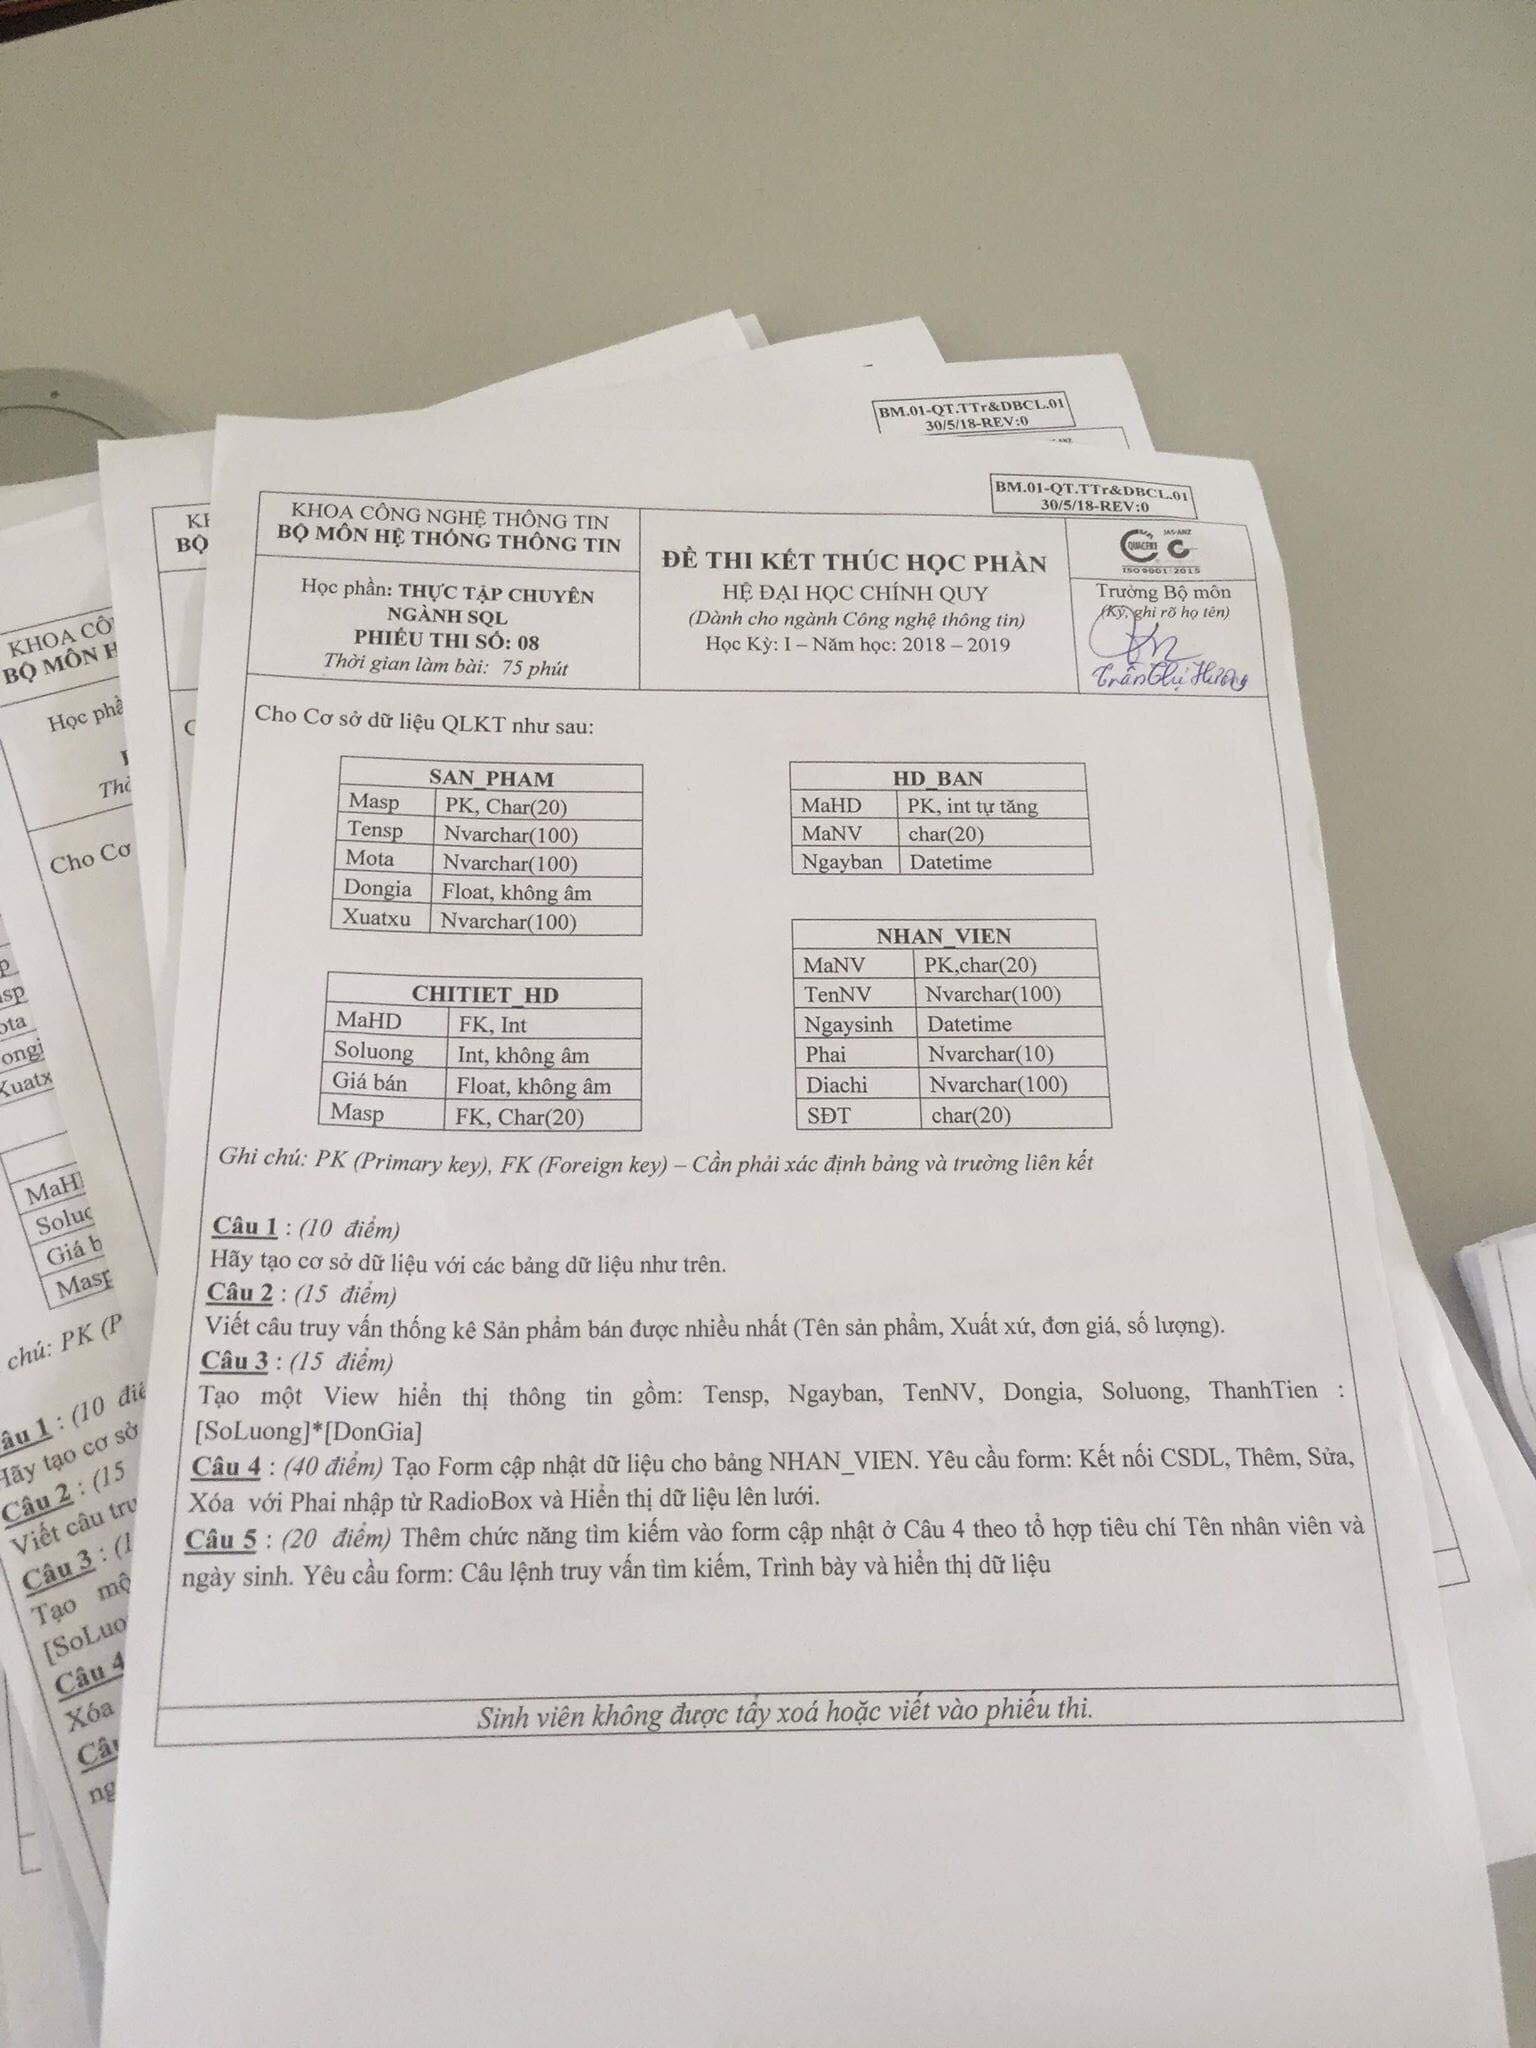 BM.01-QT.TTr&DBCL.01
30/5/18-REV:0
BM.01-QT.TTr&DBCL.01
30/5/18-REV:0
KHOA CÔNG NGHỆ THÔNG TIN
BỘ MÔN HỆ THỐNG THÔNG TIN
Học phần: THỰC TẬP CHUYÊN
NGÀNH SQL
PHIẾU THI SỐ: 08
Thời gian làm bài: 75 phút
ĐỀ THI KẾT THÚC HỌC PHẦN
HỆ ĐẠI HỌC CHÍNH QUY
(Dành cho ngành Công nghệ thông tin)
Học Kỳ: I – Năm học: 2018 – 2019
JAS-ANZ
QUACERT
ISO 9001:2015
Trưởng Bộ môn
(Ký, ghi rõ họ tên)
Trần Thị Hương
Cho Cơ sở dữ liệu QLKT như sau:
SAN_PHAM
Masp PK, Char(20)
Tensp Nvarchar(100)
Mota Nvarchar(100)
Dongia Float, không âm
Xuatxu Nvarchar(100)
HD_BAN
MaHD PK, int tự tăng
MaNV char(20)
Ngayban Datetime
CHITIET_HD
MaHD FK, Int
Soluong Int, không âm
Giá bán Float, không âm
Masp FK, Char(20)
NHAN_VIEN
MaNV PK,char(20)
TenNV Nvarchar(100)
Ngaysinh Datetime
Phai Nvarchar(10)
Diachi Nvarchar(100)
SĐT char(20)
Ghi chú: PK (Primary key), FK (Foreign key) – Cần phải xác định bảng và trường liên kết
Câu 1 : (10 điểm)
Hãy tạo cơ sở dữ liệu với các bảng dữ liệu như trên.
Câu 2 : (15 điểm)
Viết câu truy vấn thống kê Sản phẩm bán được nhiều nhất (Tên sản phẩm, Xuất xứ, đơn giá, số lượng).
Câu 3 : (15 điểm)
Tạo một View hiển thị thông tin gồm: Tensp, Ngayban, TenNV, Dongia, Soluong, ThanhTien :
[SoLuong]*[DonGia]
Câu 4 : (40 điểm) Tạo Form cập nhật dữ liệu cho bảng NHAN_VIEN. Yêu cầu form: Kết nối CSDL, Thêm, Sửa,
Xóa với Phai nhập từ RadioBox và Hiển thị dữ liệu lên lưới.
Câu 5 : (20 điểm) Thêm chức năng tìm kiếm vào form cập nhật ở Câu 4 theo tổ hợp tiêu chí Tên nhân viên và
ngày sinh. Yêu cầu form: Câu lệnh truy vấn tìm kiếm, Trình bày và hiển thị dữ liệu
Sinh viên không được tẩy xoá hoặc viết vào phiếu thi.